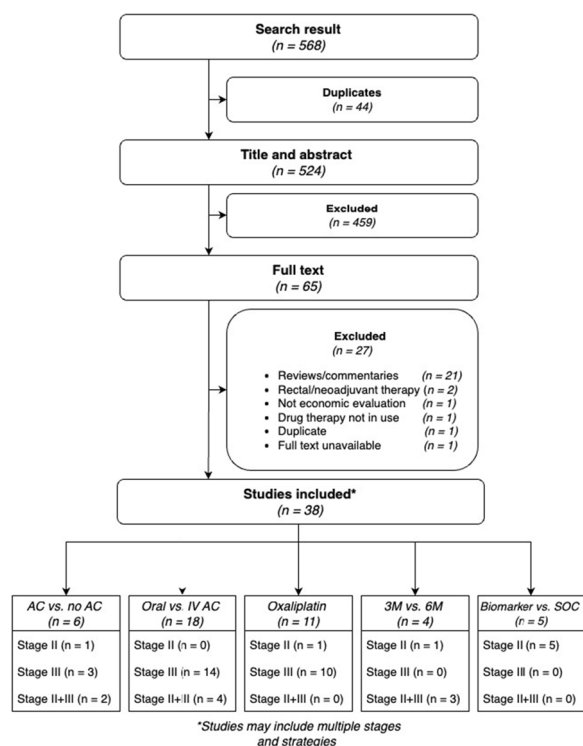 Search result
(n = 568)
Duplicates
(n = 44)
Title and abstract
(n = 524)
Excluded
(n = 459)
Full text
(n = 65)
Excluded
(n = 27)
• Reviews/commentaries (n = 21)
• Rectal/neoadjuvant therapy (n = 2)
• Not economic evaluation (n = 1)
• Drug therapy not in use (n = 1)
• Duplicate (n = 1)
• Full text unavailable (n = 1)
Studies included*
(n = 38)
AC vs. no AC
(n = 6)
Stage II (n = 1)
Stage III (n = 3)
Stage II+III (n = 2)
Oral vs. IV AC
(n = 18)
Stage II (n = 0)
Stage III (n = 14)
Stage II+III (n = 4)
Oxaliplatin
(n = 11)
Stage II (n = 1)
Stage III (n = 10)
Stage II+III (n = 0)
3M vs. 6M
(n = 4)
Stage II (n = 1)
Stage III (n = 0)
Stage II+III (n = 3)
Biomarker vs. SOC
(n = 5)
Stage II (n = 5)
Stage III (n = 0)
Stage II+III (n = 0)
*Studies may include multiple stages
and strategies